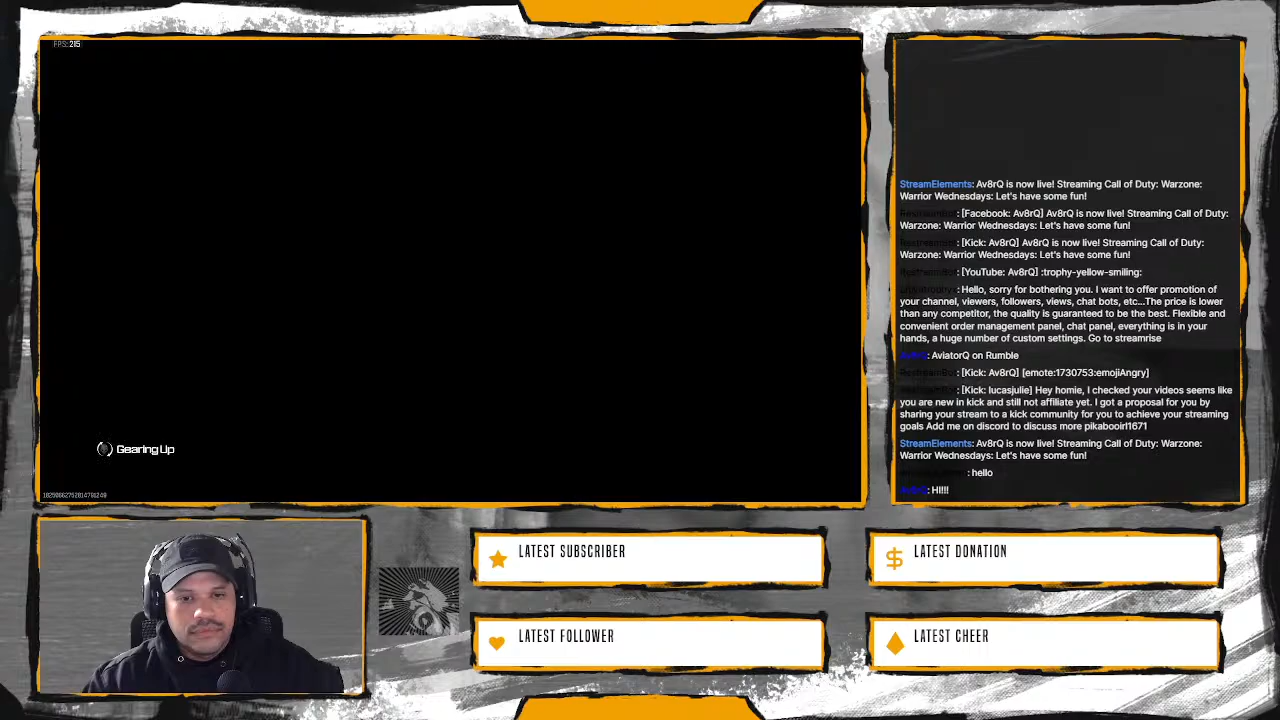 FPS: 215
Gearing Up
StreamElements: Av8rQ is now live! Streaming Call of Duty: Warzone:
Warrior Wednesdays: Let's have some fun!
: [Facebook: Av8rQ] Av8rQ is now live! Streaming Call of Duty:
Warzone: Warrior Wednesdays: Let's have some fun!
RestreamBot: [Kick: Av8rQ] Av8rQ is now live! Streaming Call of Duty:
Warzone: Warrior Wednesdays: Let's have some fun!
RestreamBot: [YouTube: Av8rQ] :trophy-yellow-smiling:
: Hello, sorry for bothering you. I want to offer promotion of
your channel, viewers, followers, views, chat bots, etc...The price is lower
than any competitor, the quality is guaranteed to be the best. Flexible and
convenient order management panel, chat panel, everything is in your
hands, a huge number of custom settings. Go to streamrise
Av8rQ: AviatorQ on Rumble
RestreamBot: [Kick: Av8rQ] [emote:1730753:emojiAngry]
RestreamBot: [Kick: lucasjulie] Hey homie, I checked your videos seems like
you are new in kick and still not affiliate yet. I got a proposal for you by
sharing your stream to a kick community for you to achieve your streaming
goals Add me on discord to discuss more pikabooirl1671
StreamElements: Av8rQ is now live! Streaming Call of Duty: Warzone:
Warrior Wednesdays: Let's have some fun!
: hello
Av8rQ: HI!!!
LATEST SUBSCRIBER
LATEST DONATION
LATEST FOLLOWER
LATEST CHEER